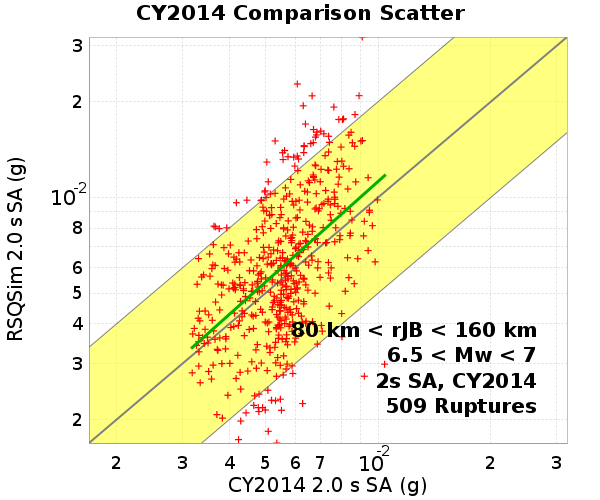 CY2014 Comparison Scatter
RSQSim 2.0 s SA (g)
3
2
10-2
8
6
5
4
3
2
80 km < rJB < 160 km
6.5 < Mw < 7
2s SA, CY2014
509 Ruptures
2 3 4 5 6 7 10-2 2 3
CY2014 2.0 s SA (g)